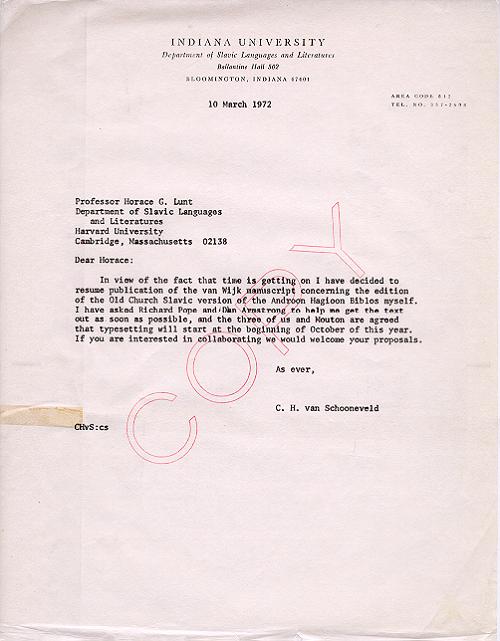 INDIANA UNIVERSITY
Department of Slavic Languages and Literatures
Ballantine Hall 502
BLOOMINGTON, INDIANA 47401
AREA CODE 812
TEL. NO. 337-2608
10 March 1972
Professor Horace G. Lunt
Department of Slavic Languages
and Literatures
Harvard University
Cambridge, Massachusetts 02138
Dear Horace:
In view of the fact that time is getting on I have decided to
resume publication of the van Wijk manuscript concerning the edition
of the Old Church Slavic version of the Androon Hagioon Biblos myself.
I have asked Richard Pope and Dan Armstrong to help me get the text
out as soon as possible, and the three of us and Mouton are agreed
that typesetting will start at the beginning of October of this year.
If you are interested in collaborating we would welcome your proposals.
As ever,
C. H. van Schooneveld
CHvS:cs
COPY